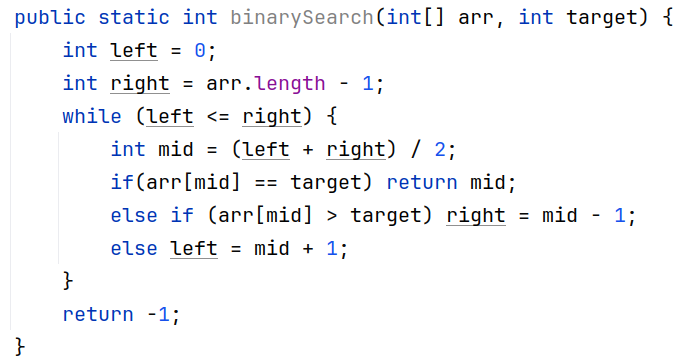 public static int binarySearch(int[] arr, int target) {
    int left = 0;
    int right = arr.length - 1;
    while (left <= right) {
        int mid = (left + right) / 2;
        if(arr[mid] == target) return mid;
        else if (arr[mid] > target) right = mid - 1;
        else left = mid + 1;
    }
    return -1;
}